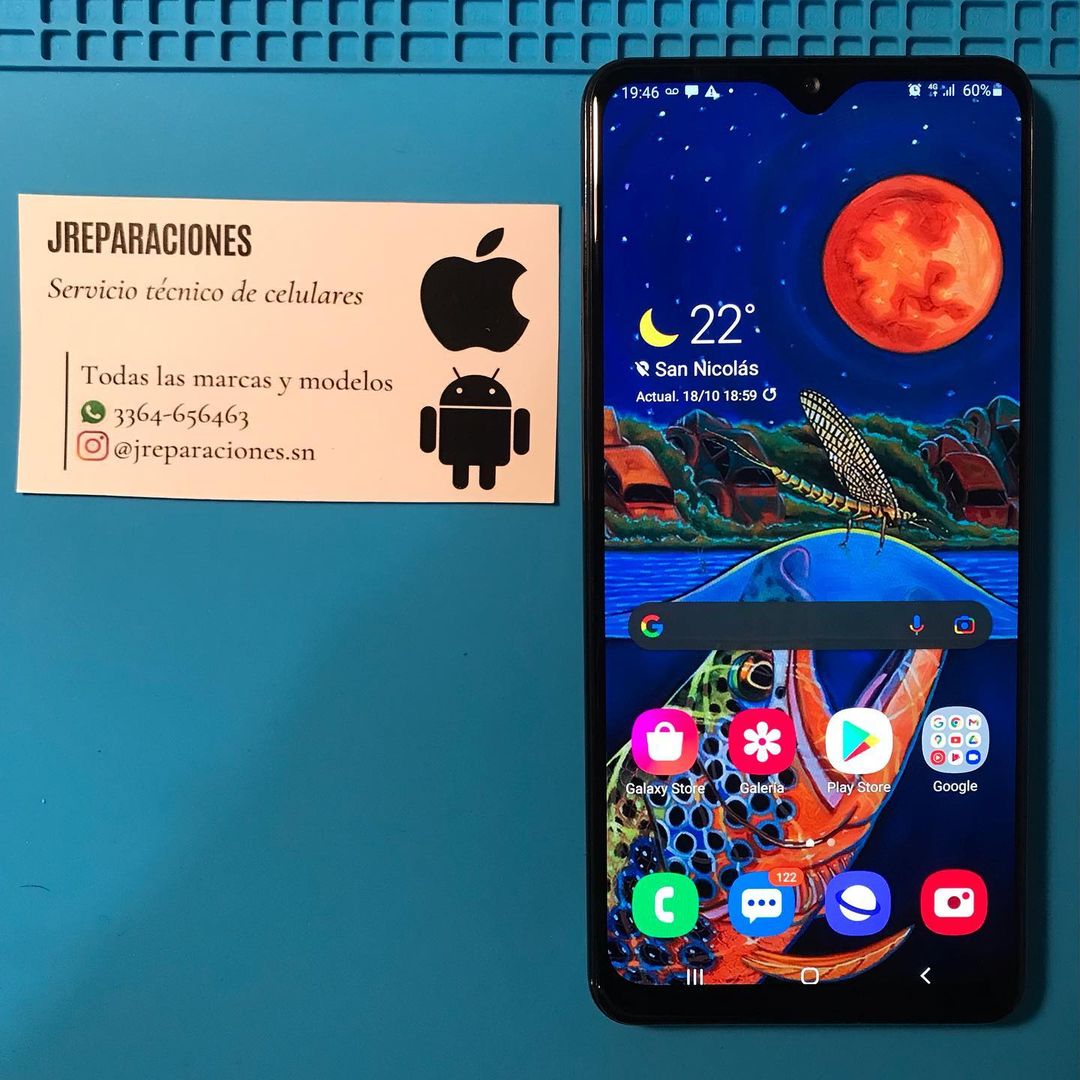 JREPARACIONES
Servicio técnico de celulares
Todas las marcas y modelos
3364-656463
@jreparaciones.sn
19:46
4G
60%
22°
San Nicolás
Actual. 18/10 18:59
Galaxy Store
Galería
Play Store
Google
122